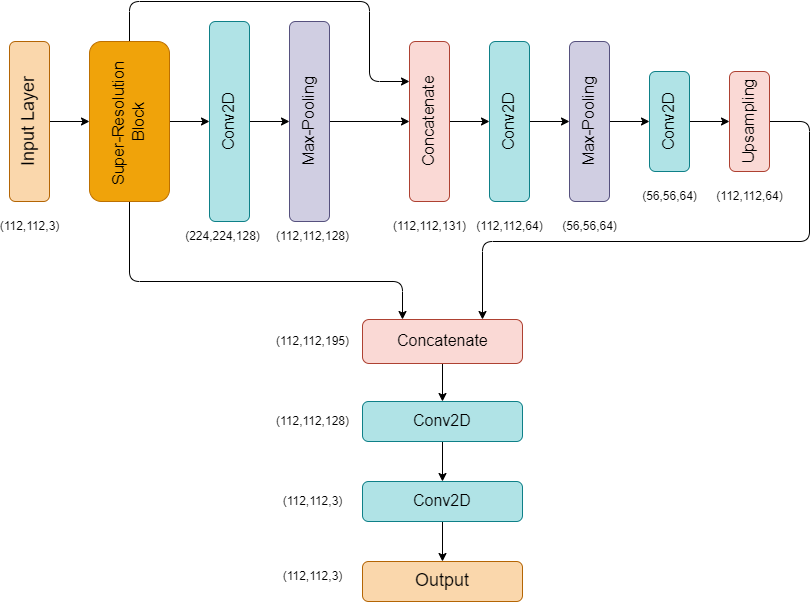 Input Layer
(112,112,3)
Super-Resolution
Block
Conv2D
(224,224,128)
Max-Pooling
(112,112,128)
Concatenate
(112,112,131)
Conv2D
(112,112,64)
Max-Pooling
(56,56,64)
Conv2D
(56,56,64)
Upsampling
(112,112,64)
(112,112,195)
Concatenate
(112,112,128)
Conv2D
(112,112,3)
Conv2D
(112,112,3)
Output